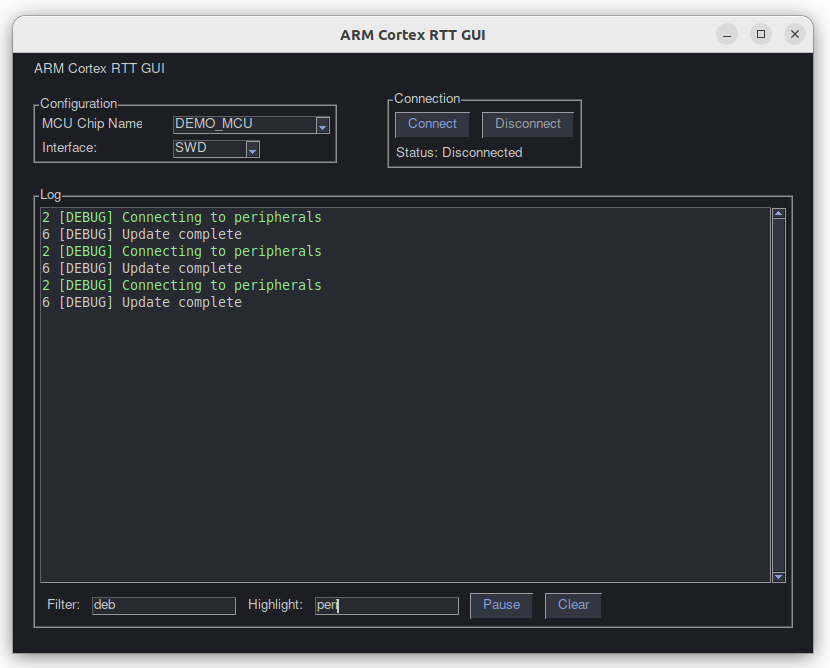 ARM Cortex RTT GUI
ARM Cortex RTT GUI
Configuration
MCU Chip Name DEMO_MCU
Interface: SWD
Connection
Connect Disconnect
Status: Disconnected
Log
2 [DEBUG] Connecting to peripherals
6 [DEBUG] Update complete
2 [DEBUG] Connecting to peripherals
6 [DEBUG] Update complete
2 [DEBUG] Connecting to peripherals
6 [DEBUG] Update complete
Filter: deb Highlight: peri Pause Clear